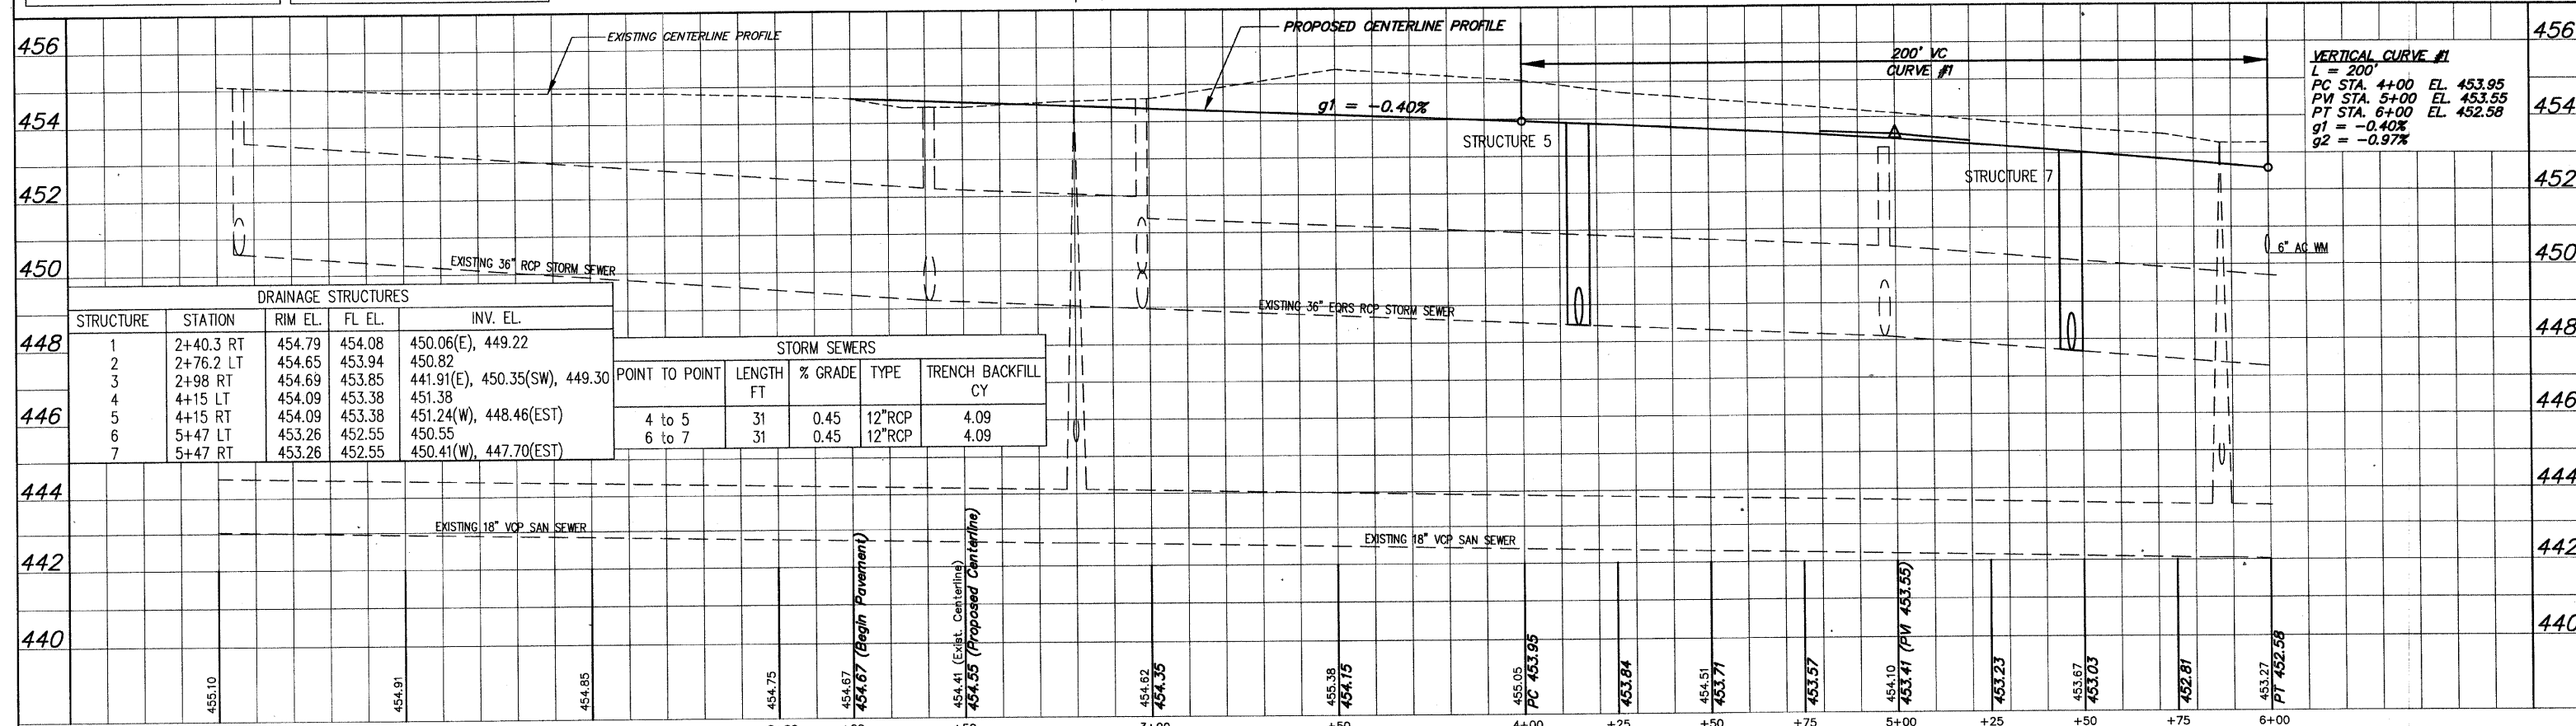 EXISTING CENTERLINE PROFILE
PROPOSED CENTERLINE PROFILE
200' VC
CURVE #1
g1 = -0.40%
VERTICAL CURVE #1
L = 200'
PC STA. 4+00 EL. 453.95
PVI STA. 5+00 EL. 453.55
PT STA. 6+00 EL. 452.58
g1 = -0.40%
g2 = -0.97%
456
454
452
450
448
446
444
442
440
456
454
452
450
448
446
444
442
440
STRUCTURE 5
STRUCTURE 7
6" AC WM
EXISTING 36" RCP STORM SEWER
EXISTING 36" EQRS RCP STORM SEWER
DRAINAGE STRUCTURES
STRUCTURE STATION RIM EL. FL EL. INV. EL.
1 2+40.3 RT 454.79 454.08 450.06(E), 449.22
2 2+76.2 LT 454.65 453.94 450.82
3 2+98 RT 454.69 453.85 441.91(E), 450.35(SW), 449.30
4 4+15 LT 454.09 453.38 451.38
5 4+15 RT 454.09 453.38 451.24(W), 448.46(EST)
6 5+47 LT 453.26 452.55 450.55
7 5+47 RT 453.26 452.55 450.41(W), 447.70(EST)
STORM SEWERS
POINT TO POINT LENGTH FT % GRADE TYPE TRENCH BACKFILL CY
4 to 5 31 0.45 12"RCP 4.09
6 to 7 31 0.45 12"RCP 4.09
EXISTING 18" VCP SAN SEWER
EXISTING 18" VCP SAN SEWER
455.10
454.91
454.85
454.75
454.67
454.67 (Begin Pavement)
454.41 (Exist. Centerline)
454.55 (Proposed Centerline)
454.62
454.35
455.38
454.15
455.05
PC 453.95
453.84
454.51
453.71
453.57
454.10
453.41 (PVI 453.55)
453.23
453.67
453.03
452.81
453.27
PT 452.58
3+00
+50
4+00
+25
+50
+75
5+00
+25
+50
+75
6+00